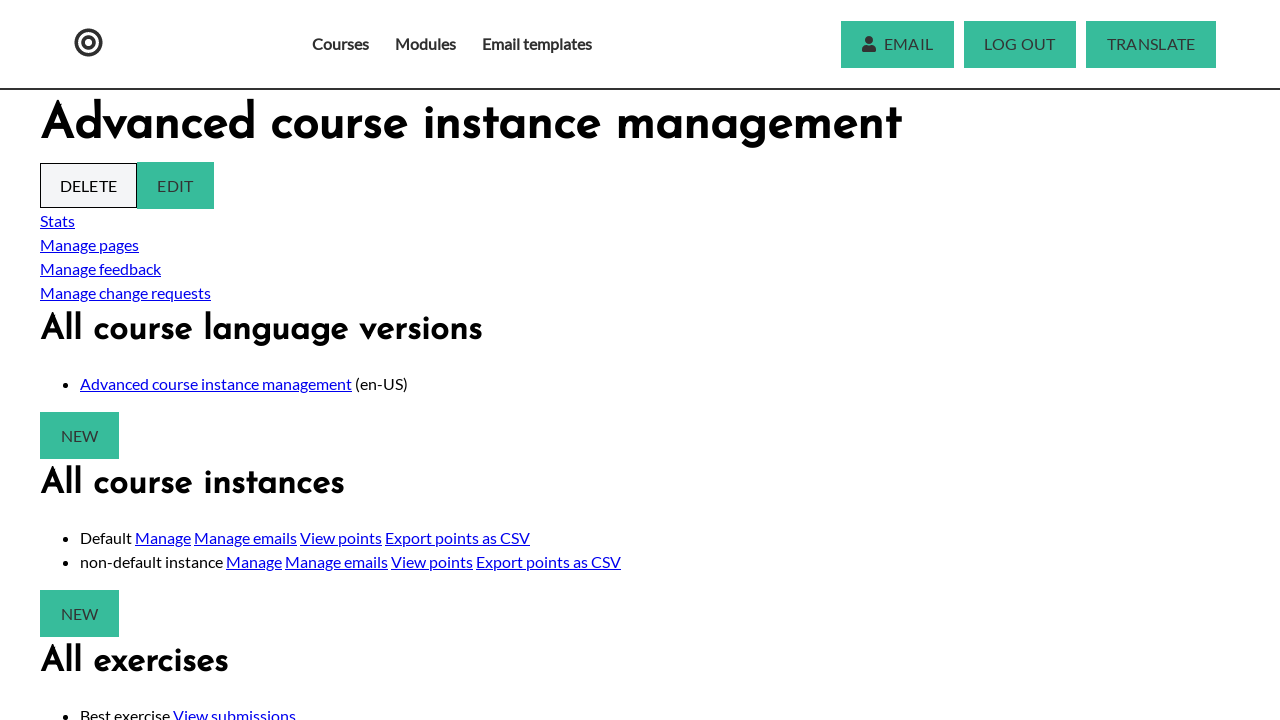 Courses Modules Email templates EMAIL LOG OUT TRANSLATE
Advanced course instance management
DELETE EDIT
Stats
Manage pages
Manage feedback
Manage change requests
All course language versions
Advanced course instance management (en-US)
NEW
All course instances
Default Manage Manage emails View points Export points as CSV
non-default instance Manage Manage emails View points Export points as CSV
NEW
All exercises
Best exercise View submissions